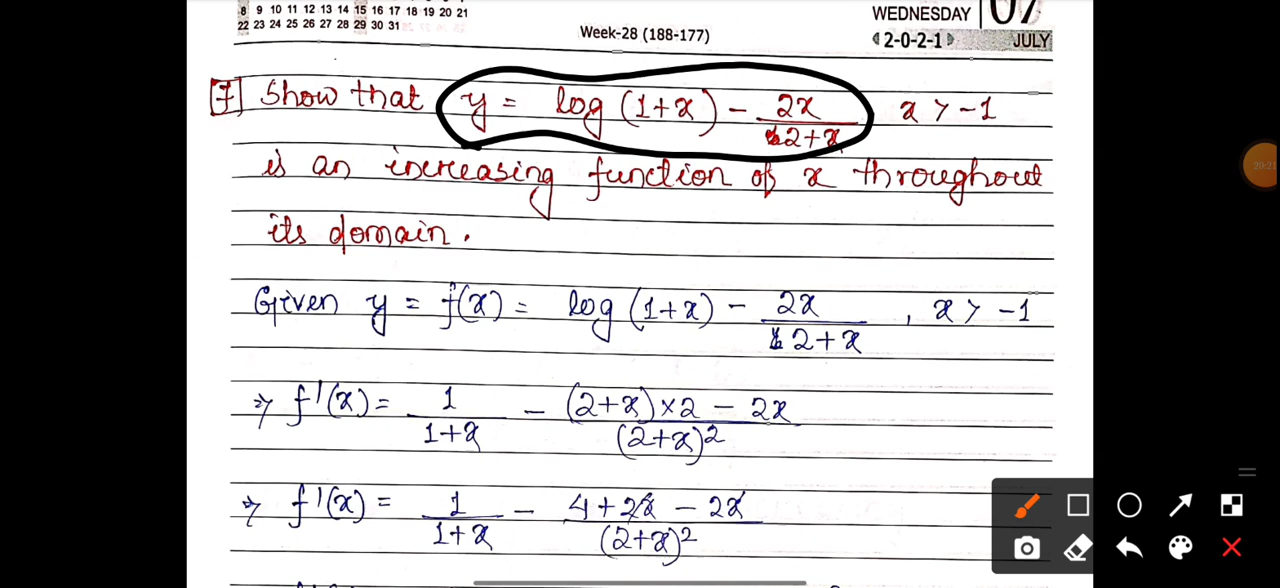 8 9 10 11 12 13 14 15 16 17 18 19 20 21
22 23 24 25 26 27 28 29 30 31
Week-28 (188-177)
WEDNESDAY 07
2-0-2-1 JULY
7 Show that y = log (1+x) - 2x/(2+x) x > -1
is an increasing function of x throughout
its domain.
Given y = f(x) = log (1+x) - 2x/(2+x) , x > -1
⇒ f'(x) = 1/(1+x) - ((2+x)×2 - 2x)/(2+x)²
⇒ f'(x) = 1/(1+x) - (4+2x - 2x)/(2+x)²